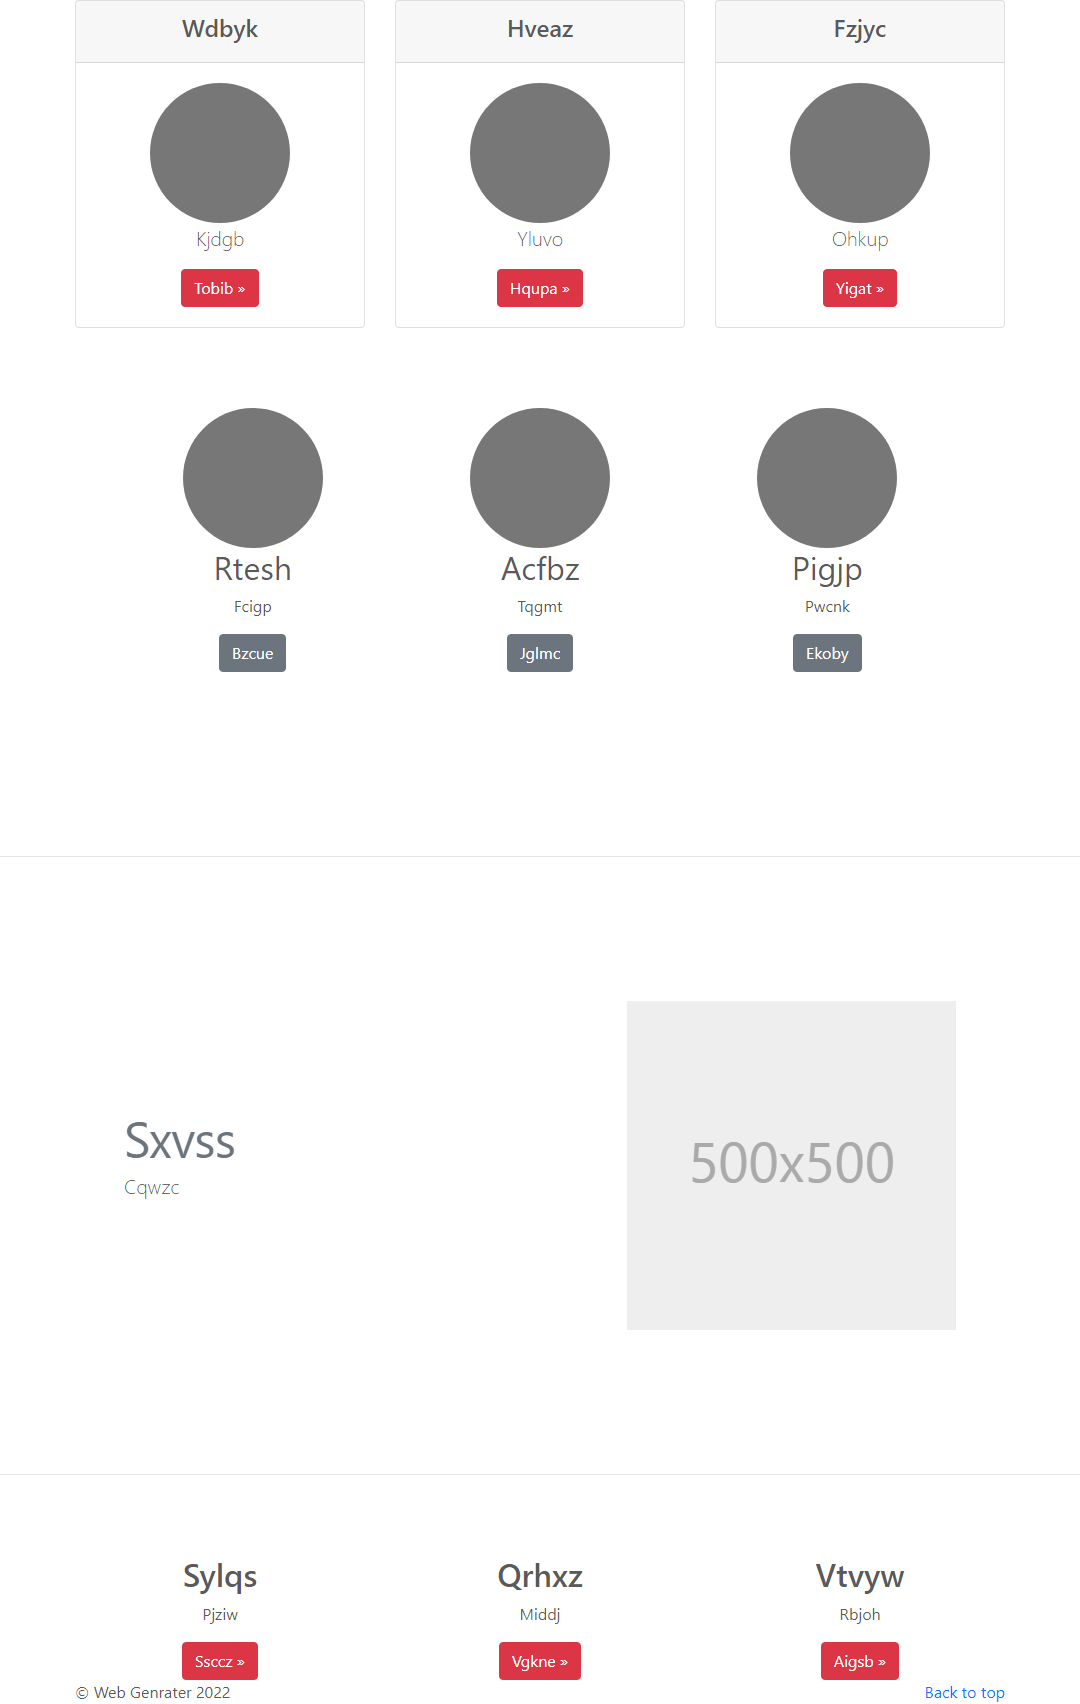 Wdbyk
Hveaz
Fzjyc
Kjdgb
Yluvo
Ohkup
Tobib »
Hqupa »
Yigat »
Rtesh
Acfbz
Pigjp
Fcigp
Tqgmt
Pwcnk
Bzcue
Jglmc
Ekoby
Sxvss
Cqwzc
500x500
Sylqs
Qrhxz
Vtvyw
Pjziw
Middj
Rbjoh
Ssccz »
Vgkne »
Aigsb »
© Web Genrater 2022
Back to top